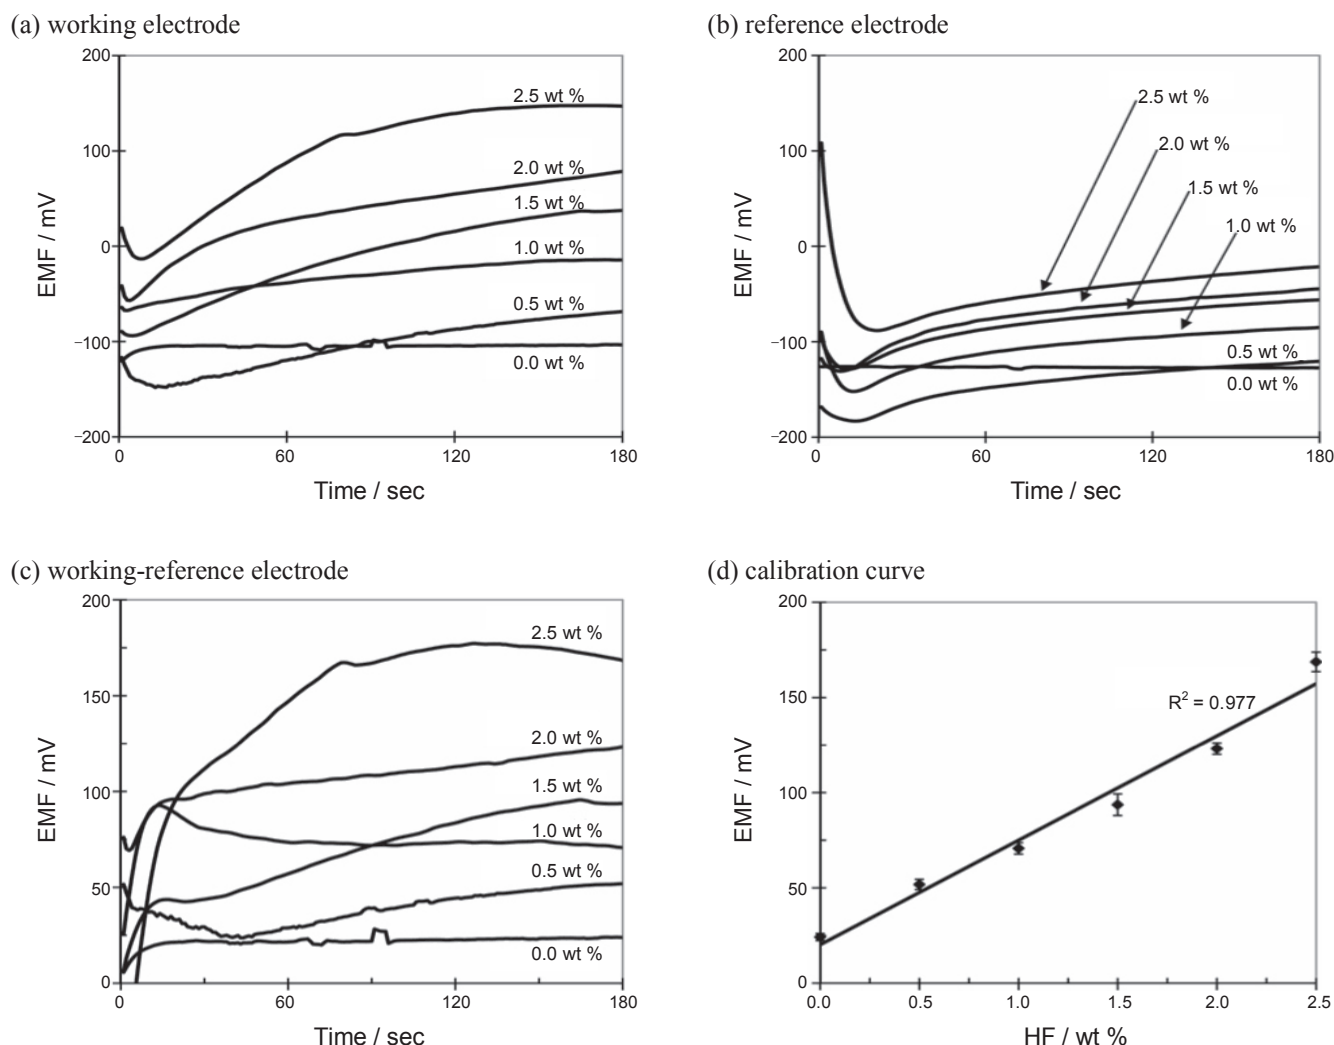 (a) working electrode
200
100
0
−100
−200
EMF / mV
2.5 wt %
2.0 wt %
1.5 wt %
1.0 wt %
0.5 wt %
0.0 wt %
0
60
120
180
Time / sec
(b) reference electrode
200
100
0
−100
−200
EMF / mV
2.5 wt %
2.0 wt %
1.5 wt %
1.0 wt %
0.5 wt %
0.0 wt %
0
60
120
180
Time / sec
(c) working-reference electrode
200
150
100
50
0
EMF / mV
2.5 wt %
2.0 wt %
1.5 wt %
1.0 wt %
0.5 wt %
0.0 wt %
0
60
120
180
Time / sec
(d) calibration curve
200
150
100
50
0
EMF / mV
R² = 0.977
0.0
0.5
1.0
1.5
2.0
2.5
HF / wt %